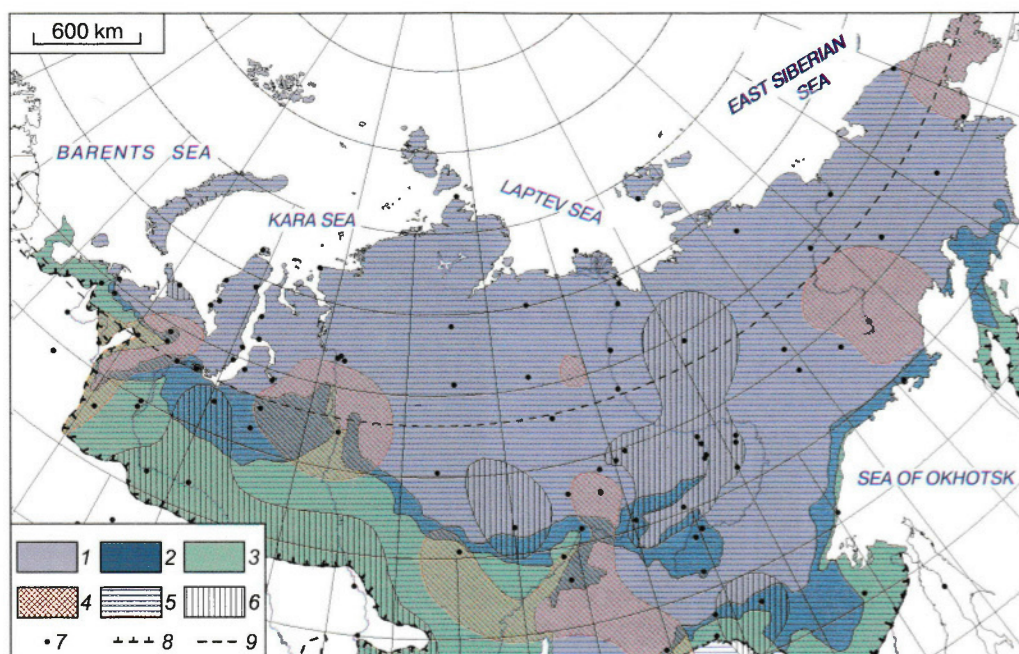 600 km
BARENTS SEA
KARA SEA
LAPTEV SEA
EAST SIBERIAN
SEA
SEA OF OKHOTSK
1 2 3
4 5 6
7 8 9